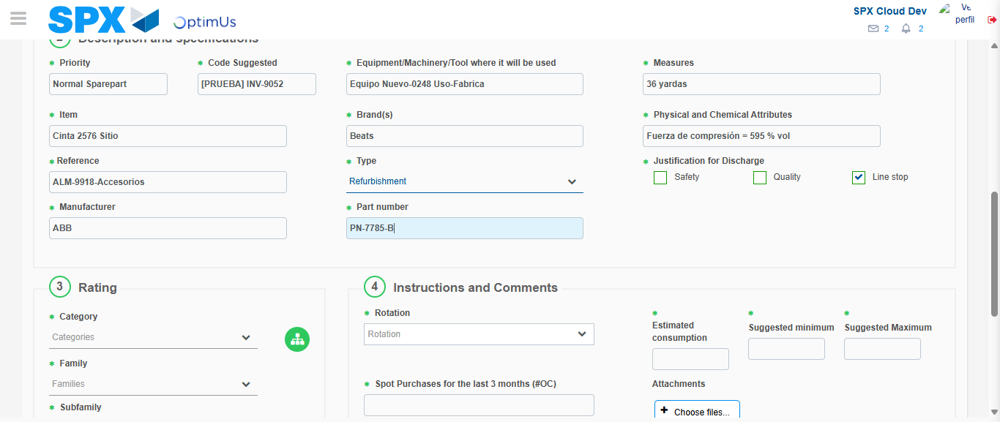 SPX OptimUs
SPX Cloud Dev
2 2
perfil
2 Description and specifications
Priority
Normal Sparepart
Code Suggested
[PRUEBA] INV-9052
Equipment/Machinery/Tool where it will be used
Equipo Nuevo-0248 Uso-Fabrica
Measures
36 yardas
Item
Cinta 2576 Sitio
Brand(s)
Beats
Physical and Chemical Attributes
Fuerza de compresión = 595 % vol
Reference
ALM-9918-Accesorios
Type
Refurbishment
Justification for Discharge
Safety Quality Line stop
Manufacturer
ABB
Part number
PN-7785-B
3 Rating
Category
Categories
Family
Families
Subfamily
4 Instructions and Comments
Rotation
Rotation
Estimated
consumption
Suggested minimum
Suggested Maximum
Spot Purchases for the last 3 months (#OC)
Attachments
Choose files...